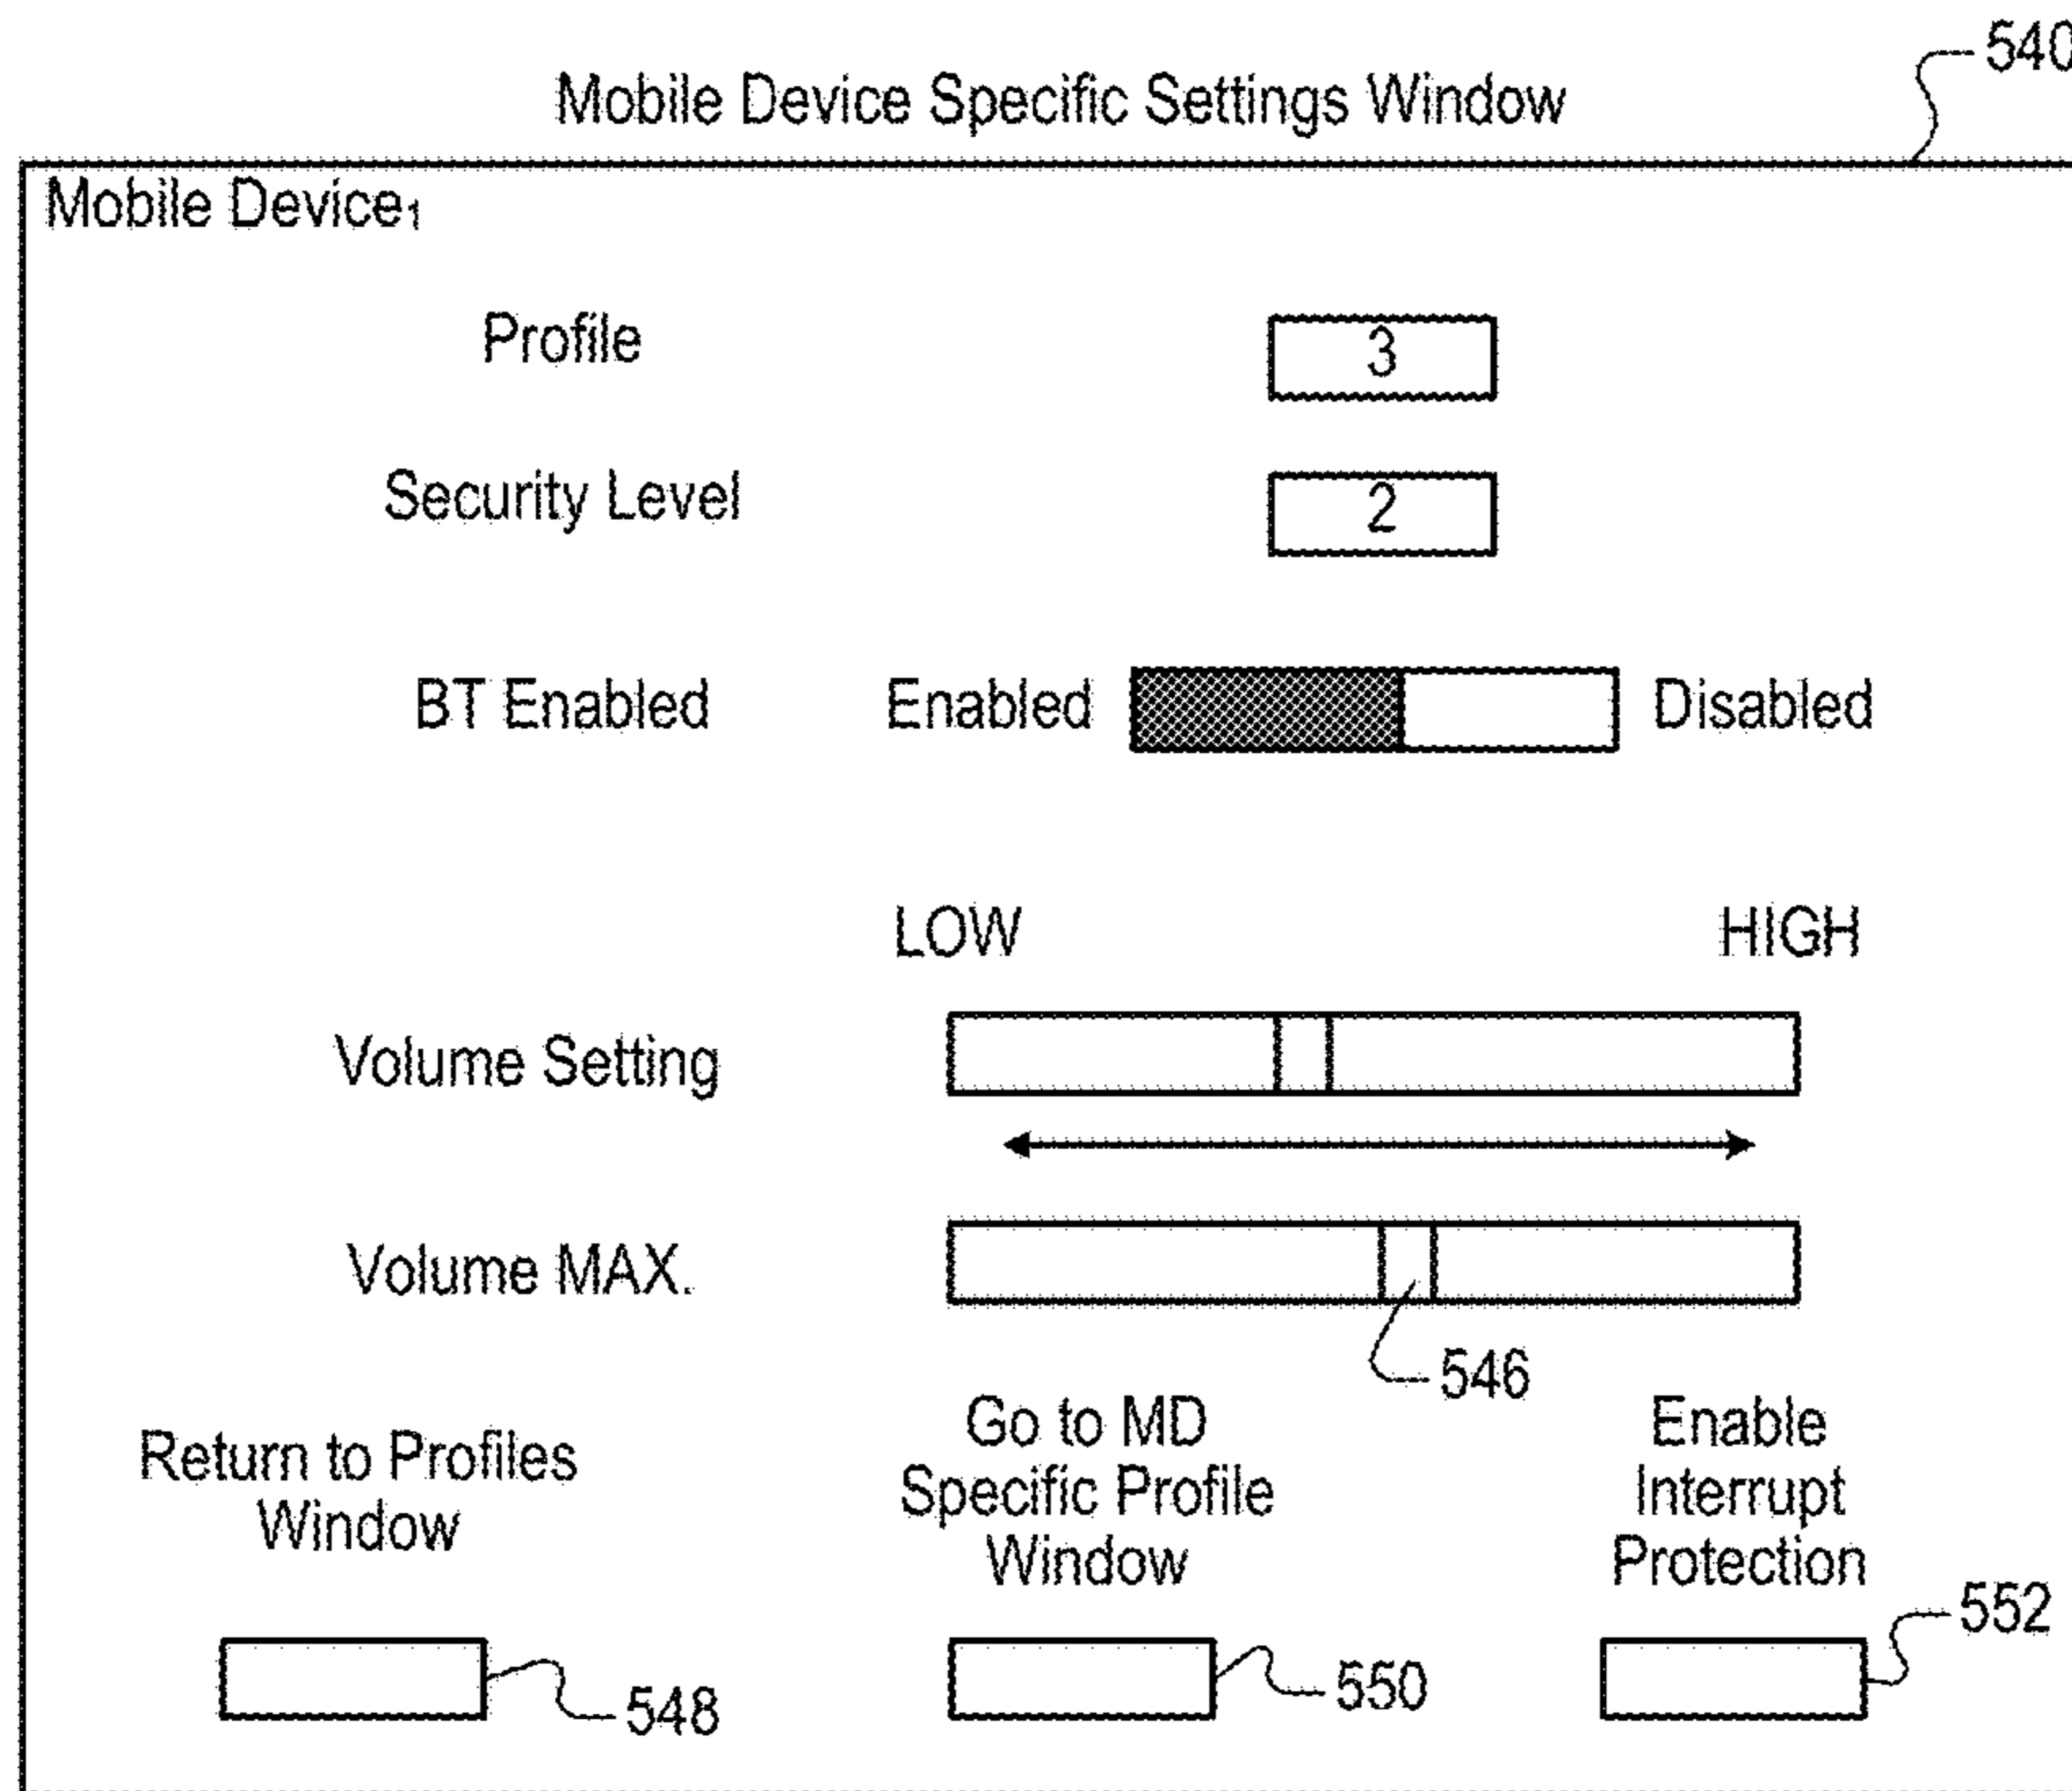 540
Mobile Device Specific Settings Window
Mobile Device₁
Profile 3
Security Level 2
BT Enabled Enabled Disabled
LOW HIGH
Volume Setting
Volume MAX.
546
Return to Profiles
Window
Go to MD
Specific Profile
Window
Enable
Interrupt
Protection
548
550
552